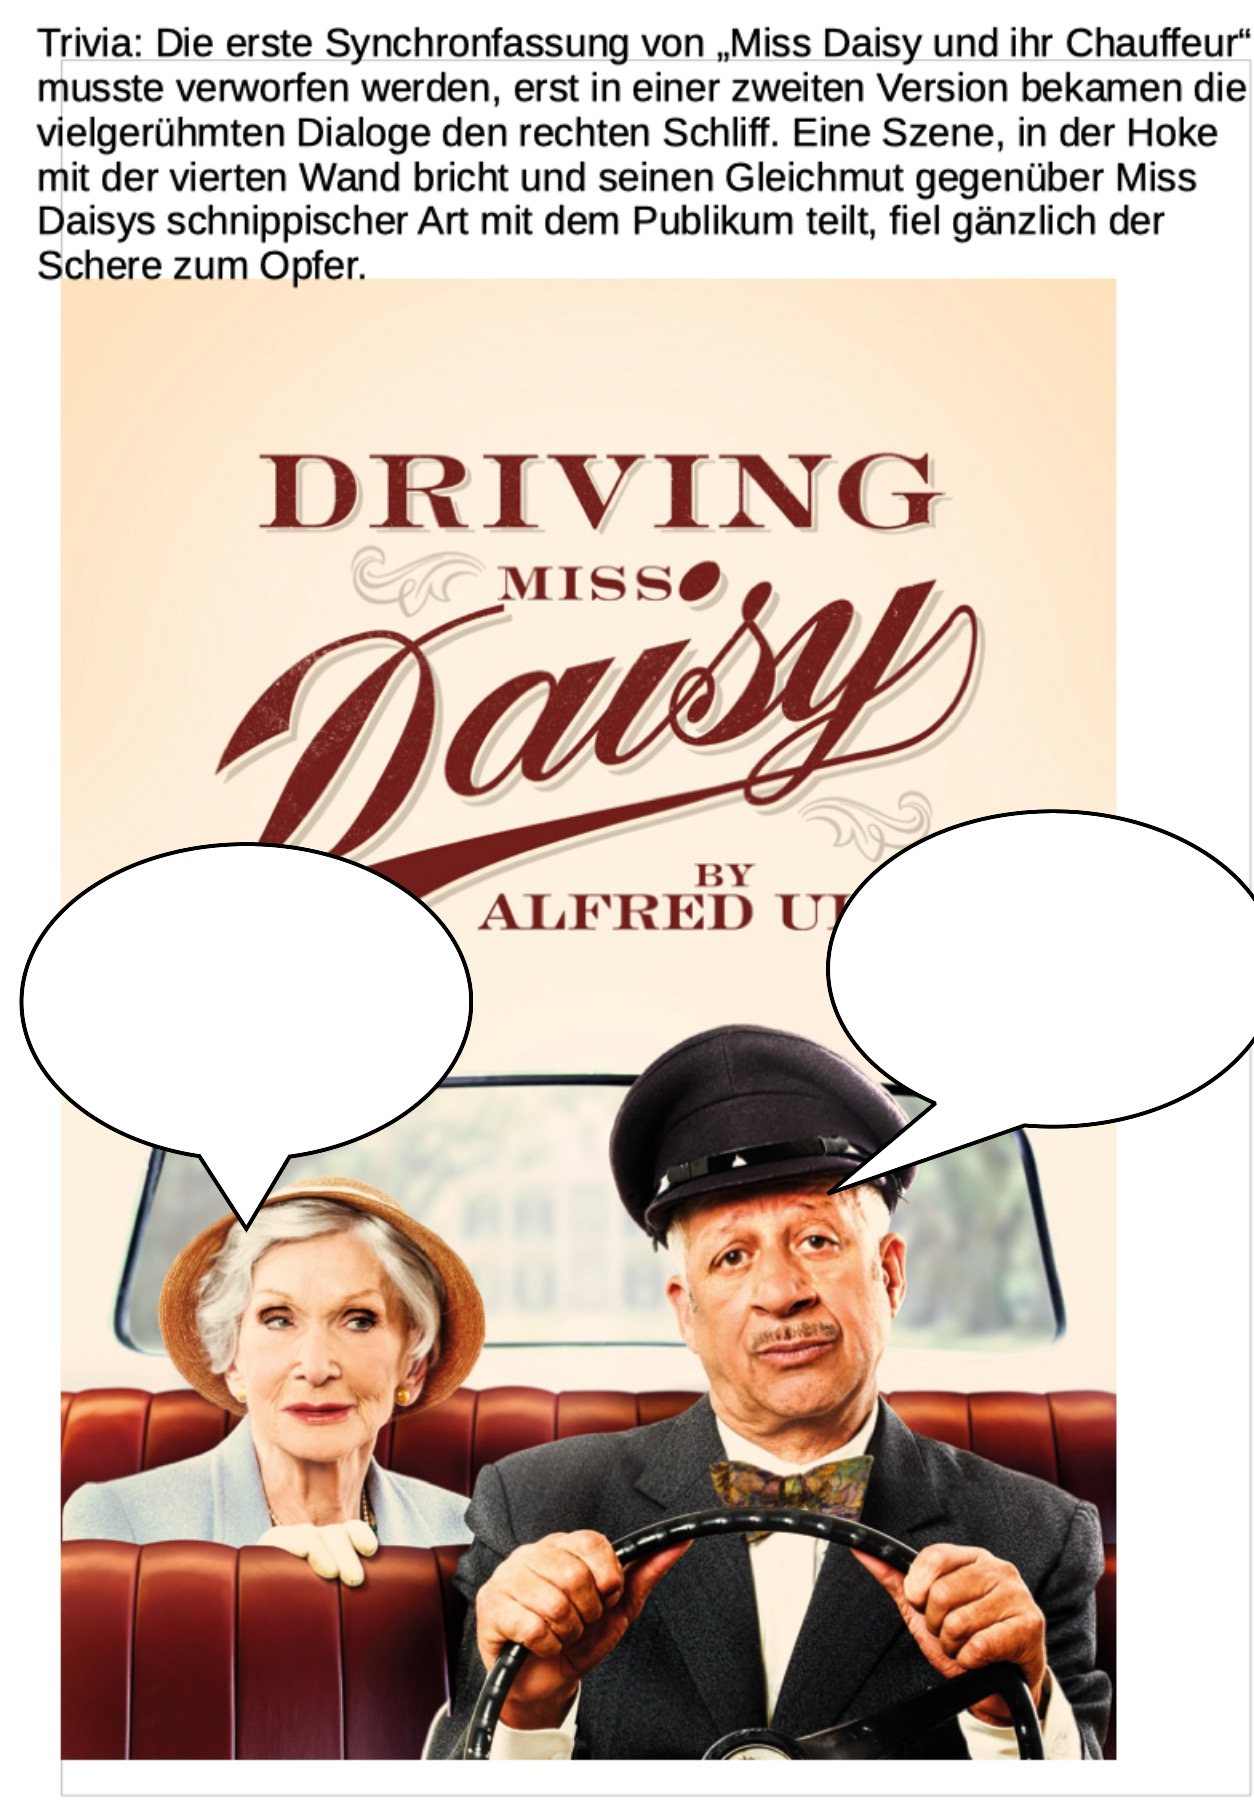 Trivia: Die erste Synchronfassung von „Miss Daisy und ihr Chauffeur“
musste verworfen werden, erst in einer zweiten Version bekamen die
vielgerühmten Dialoge den rechten Schliff. Eine Szene, in der Hoke
mit der vierten Wand bricht und seinen Gleichmut gegenüber Miss
Daisys schnippischer Art mit dem Publikum teilt, fiel gänzlich der
Schere zum Opfer.
DRIVING
MISS
Daisy
BY
ALFRED